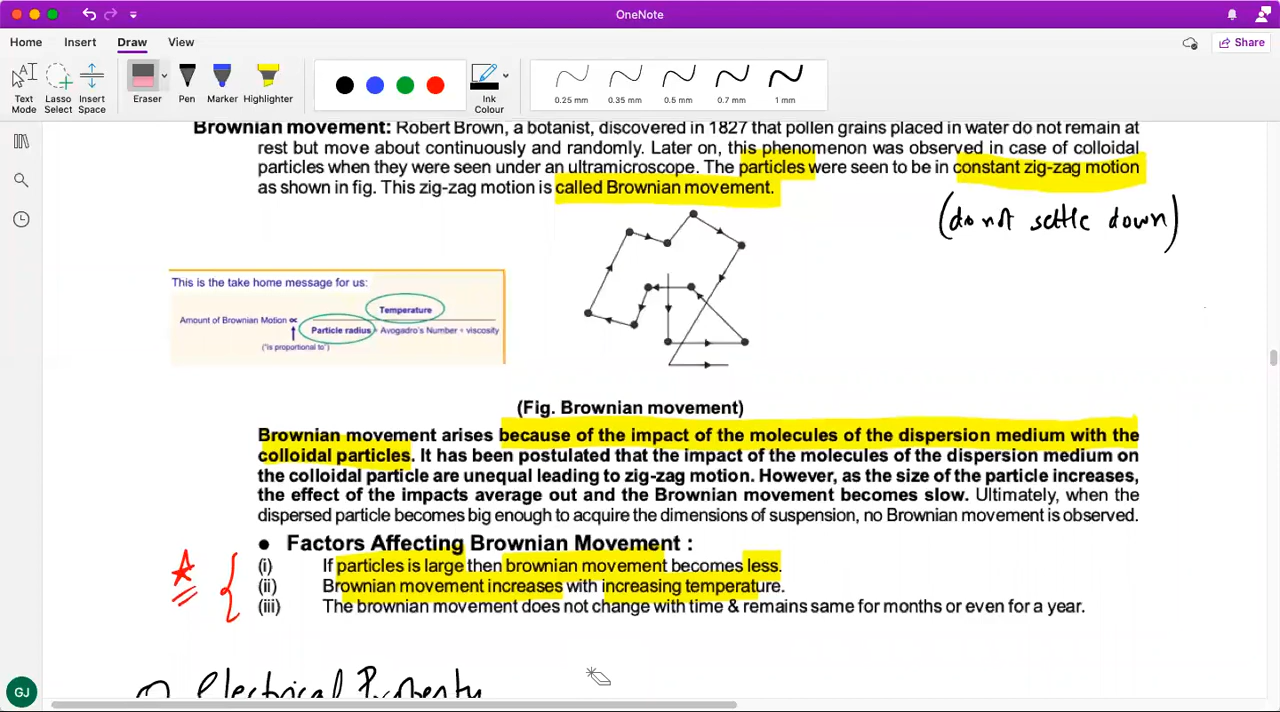 OneNote
Home Insert Draw View
Share
Text Mode
Lasso Select
Insert Space
Eraser
Pen
Marker
Highlighter
Ink Colour
0.25 mm 0.35 mm 0.5 mm 0.7 mm 1 mm
Brownian movement: Robert Brown, a botanist, discovered in 1827 that pollen grains placed in water do not remain at
rest but move about continuously and randomly. Later on, this phenomenon was observed in case of colloidal
particles when they were seen under an ultramicroscope. The particles were seen to be in constant zig-zag motion
as shown in fig. This zig-zag motion is called Brownian movement.
(do not settle down)
This is the take home message for us:
Temperature
Amount of Brownian Motion ∝
Particle radius • Avogadro's Number • viscosity
("is proportional to")
(Fig. Brownian movement)
Brownian movement arises because of the impact of the molecules of the dispersion medium with the
colloidal particles. It has been postulated that the impact of the molecules of the dispersion medium on
the colloidal particle are unequal leading to zig-zag motion. However, as the size of the particle increases,
the effect of the impacts average out and the Brownian movement becomes slow. Ultimately, when the
dispersed particle becomes big enough to acquire the dimensions of suspension, no Brownian movement is observed.
● Factors Affecting Brownian Movement :
(i) If particles is large then brownian movement becomes less.
(ii) Brownian movement increases with increasing temperature.
(iii) The brownian movement does not change with time & remains same for months or even for a year.
Electrical Property
GJ